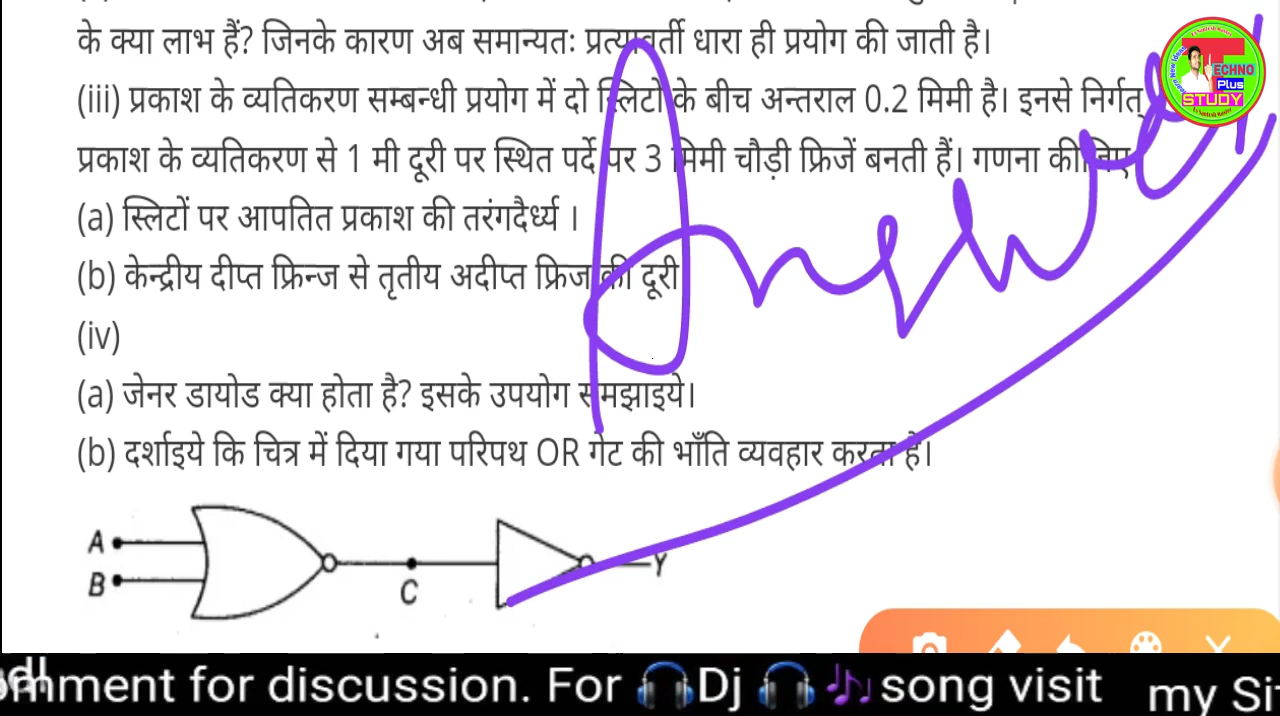 के क्या लाभ हैं? जिनके कारण अब समान्यतः प्रत्यावर्ती धारा ही प्रयोग की जाती है।
(iii) प्रकाश के व्यतिकरण सम्बन्धी प्रयोग में दो स्लिटों के बीच अन्तराल 0.2 मिमी है। इनसे निर्गत्
प्रकाश के व्यतिकरण से 1 मी दूरी पर स्थित पर्दे पर 3 मिमी चौड़ी फ्रिजें बनती हैं। गणना कीजिए
(a) स्लिटों पर आपतित प्रकाश की तरंगदैर्ध्य ।
(b) केन्द्रीय दीप्त फ्रिन्ज से तृतीय अदीप्त फ्रिज की दूरी
(iv)
(a) जेनर डायोड क्या होता है? इसके उपयोग समझाइये।
(b) दर्शाइये कि चित्र में दिया गया परिपथ OR गेट की भाँति व्यवहार करता है।
A
B
C
Y
Answer
TECHNO
Plus
STUDY
comment for discussion. For 🎧Dj 🎧🎶song visit my Sit